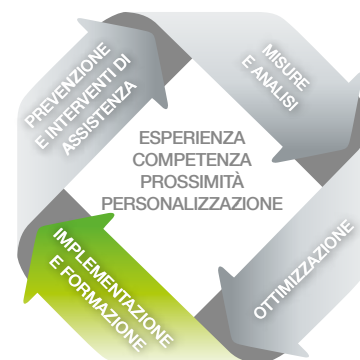 PREVENZIONE
E INTERVENTI DI
ASSISTENZA
MISURE
E ANALISI
ESPERIENZA
COMPETENZA
PROSSIMITÀ
PERSONALIZZAZIONE
IMPLEMENTAZIONE
E FORMAZIONE
OTTIMIZZAZIONE